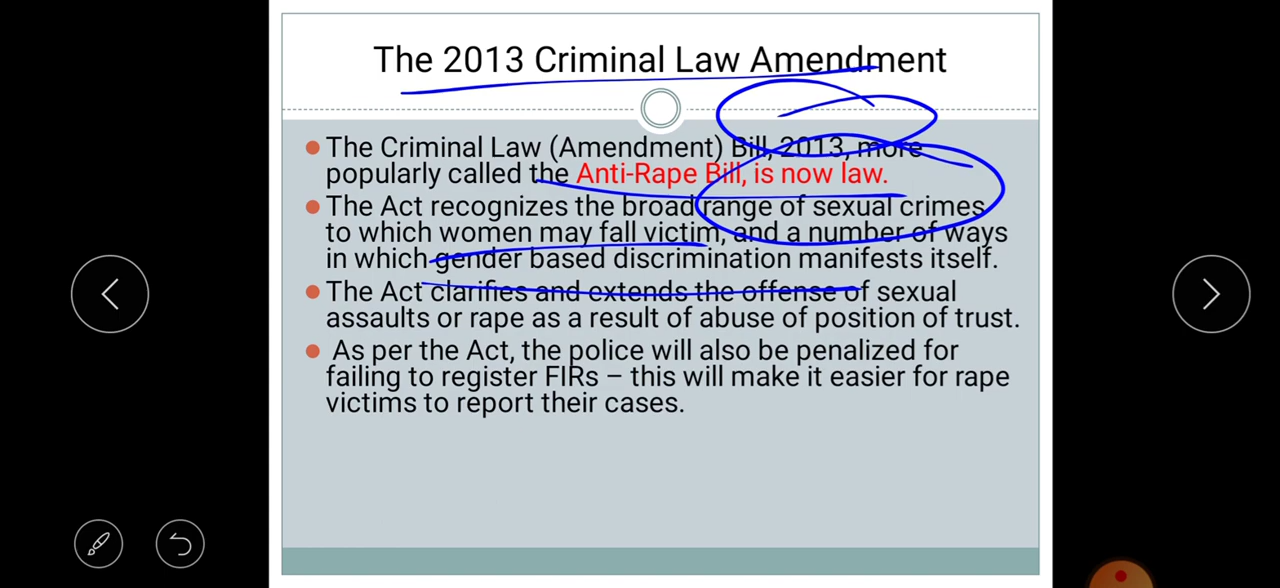 The 2013 Criminal Law Amendment
The Criminal Law (Amendment) Bill, 2013, more
popularly called the Anti-Rape Bill, is now law.
The Act recognizes the broad range of sexual crimes
to which women may fall victim, and a number of ways
in which gender based discrimination manifests itself.
The Act clarifies and extends the offense of sexual
assaults or rape as a result of abuse of position of trust.
As per the Act, the police will also be penalized for
failing to register FIRs – this will make it easier for rape
victims to report their cases.